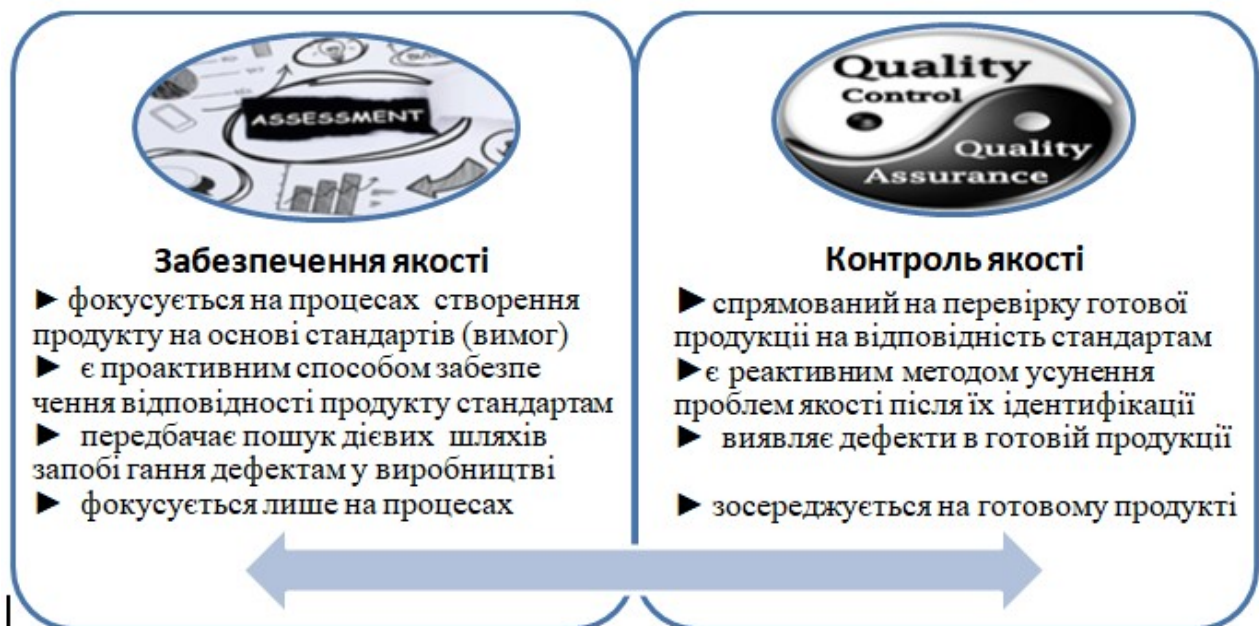 ASSESSMENT
Забезпечення якості
► фокусується на процесах створення
продукту на основі стандартів (вимог)
► є проактивним способом забезпе
чення відповідності продукту стандартам
► передбачає пошук дієвих шляхів
запобі гання дефектам у виробництві
► фокусується лише на процесах
Quality
Control
Quality
Assurance
Контроль якості
► спрямований на перевірку готової
продукції на відповідність стандартам
►є реактивним методом усунення
проблем якості після їх ідентифікації
► виявляє дефекти в готовій продукції
► зосереджується на готовому продукті